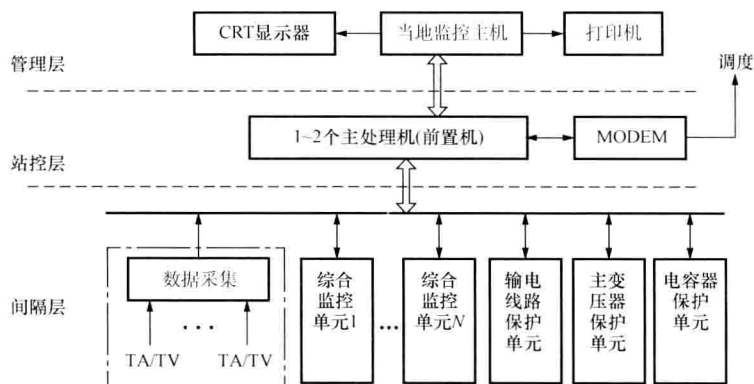 CRT显示器
当地监控主机
打印机
管理层
调度
1~2个主处理机(前置机)
MODEM
站控层
数据采集
TA/TV
...
TA/TV
间隔层
综合
监控
单元1
...
综合
监控
单元N
输电
线路
保护
单元
主变
压器
保护
单元
电容器
保护
单元